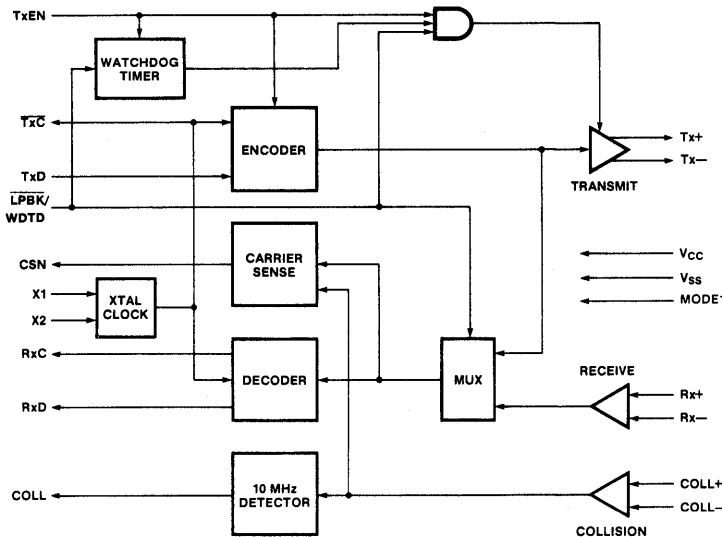 TxEN
WATCHDOG
TIMER
TxC
ENCODER
TxD
Tx+
Tx–
TRANSMIT
LPBK/
WDTD
CSN
CARRIER
SENSE
VCC
VSS
MODE1
X1
X2
XTAL
CLOCK
RxC
DECODER
RxD
MUX
RECEIVE
Rx+
Rx–
COLL
10 MHz
DETECTOR
COLL+
COLL–
COLLISION